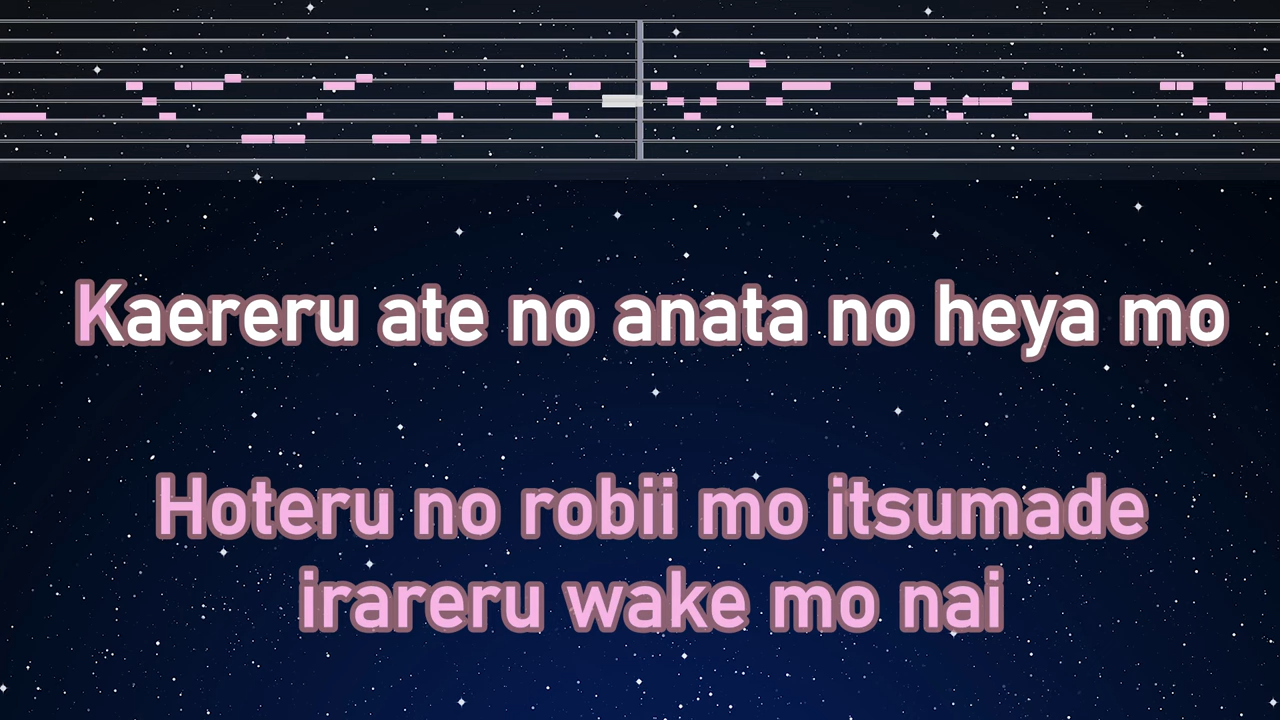 Kaereru ate no anata no heya mo
Hoteru no robii mo itsumade
irareru wake mo nai